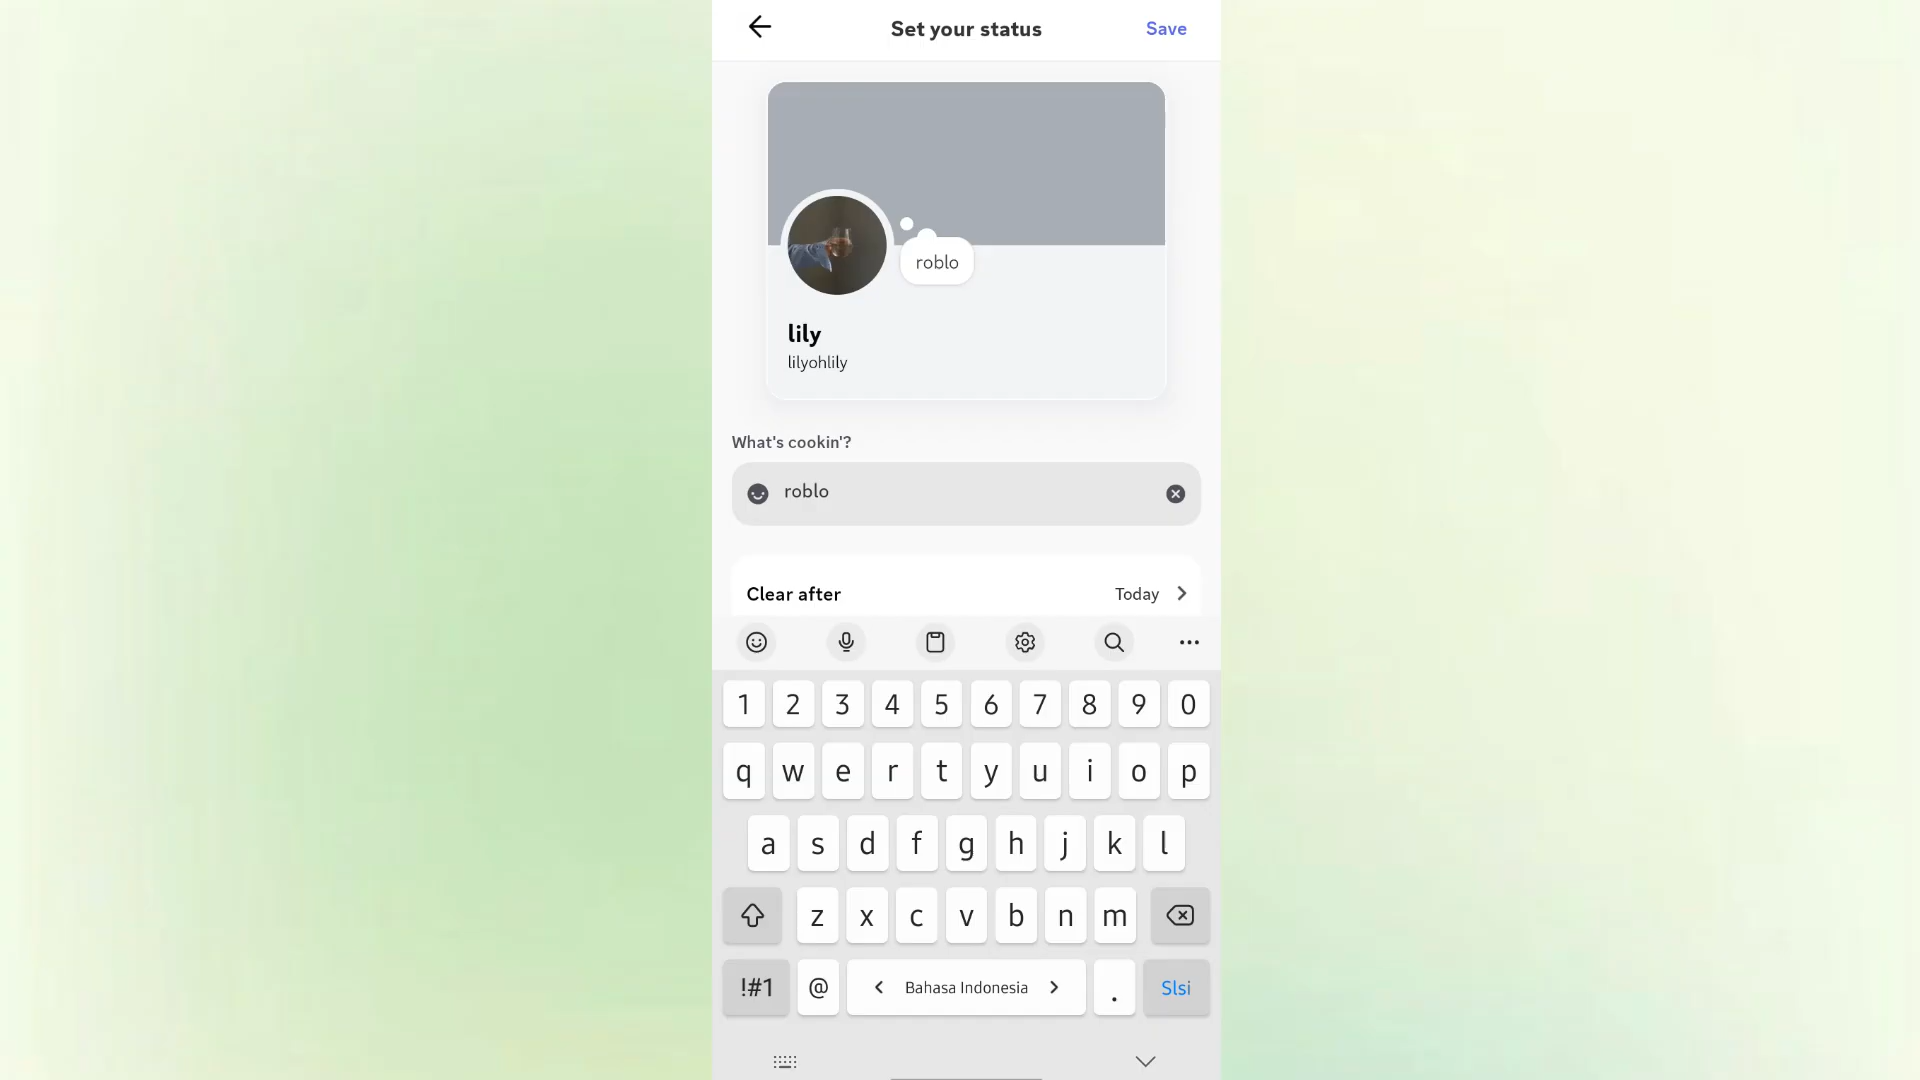 Set your status
Save
roblo
lily
lilyohlily
What's cookin'?
roblo
Clear after
Today
1 2 3 4 5 6 7 8 9 0
q w e r t y u i o p
a s d f g h j k l
z x c v b n m
!#1 @ Bahasa Indonesia . Slsi